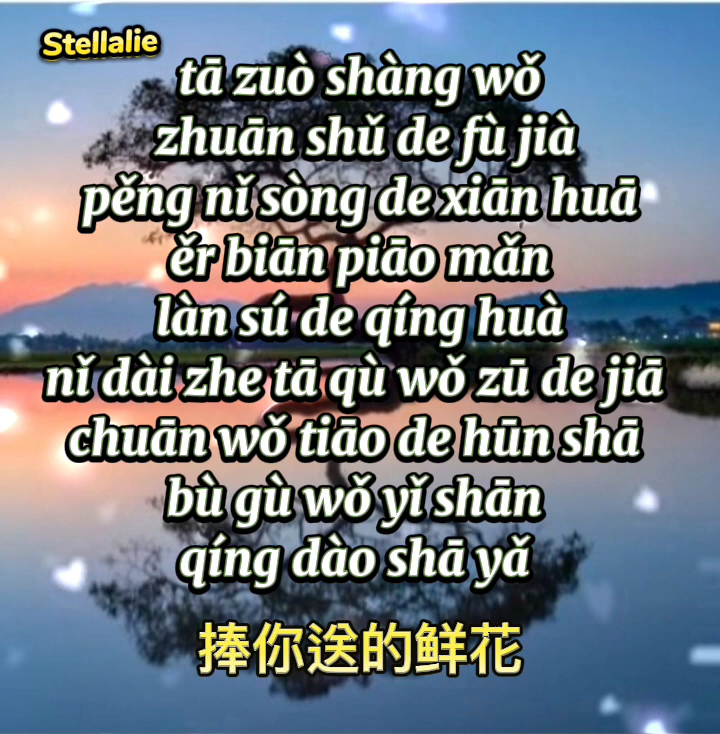 Stellalie
tā zuò shàng wǒ
zhuān shǔ de fù jià
pěng nǐ sòng de xiān huā
ěr biān piāo mǎn
làn sú de qíng huà
nǐ dài zhe tā qù wǒ zū de jiā
chuān wǒ tiāo de hūn shā
bù gù wǒ yǐ shān
qíng dào shā yǎ
捧你送的鲜花